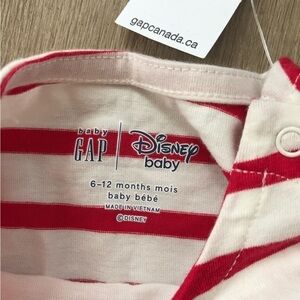 gapcanada.ca
baby
GAP
Disney
baby
6-12 months mois
baby bébé
MADE IN VIETNAM
©DISNEY